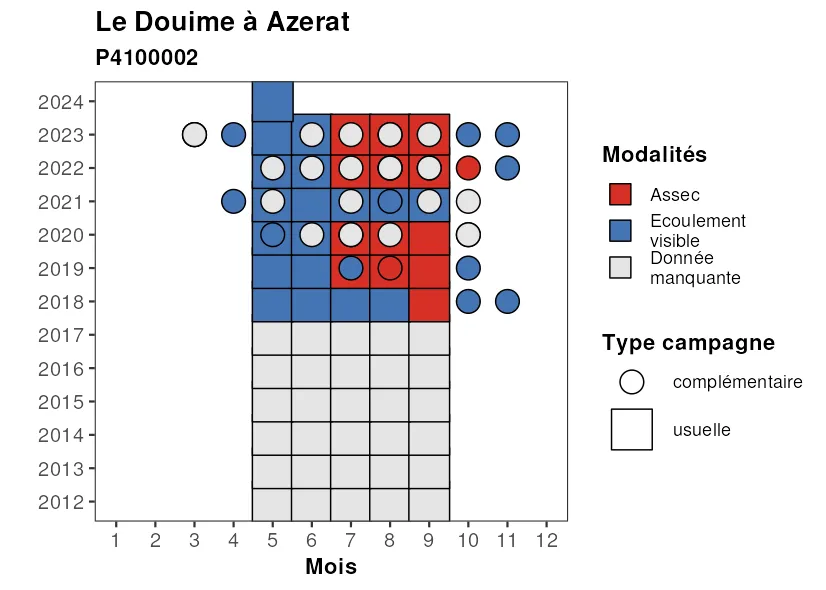 Le Douime à Azerat
P4100002
2024
2023
2022
2021
2020
2019
2018
2017
2016
2015
2014
2013
2012
1 2 3 4 5 6 7 8 9 10 11 12
Mois
Modalités
Assec
Ecoulement
visible
Donnée
manquante
Type campagne
complémentaire
usuelle